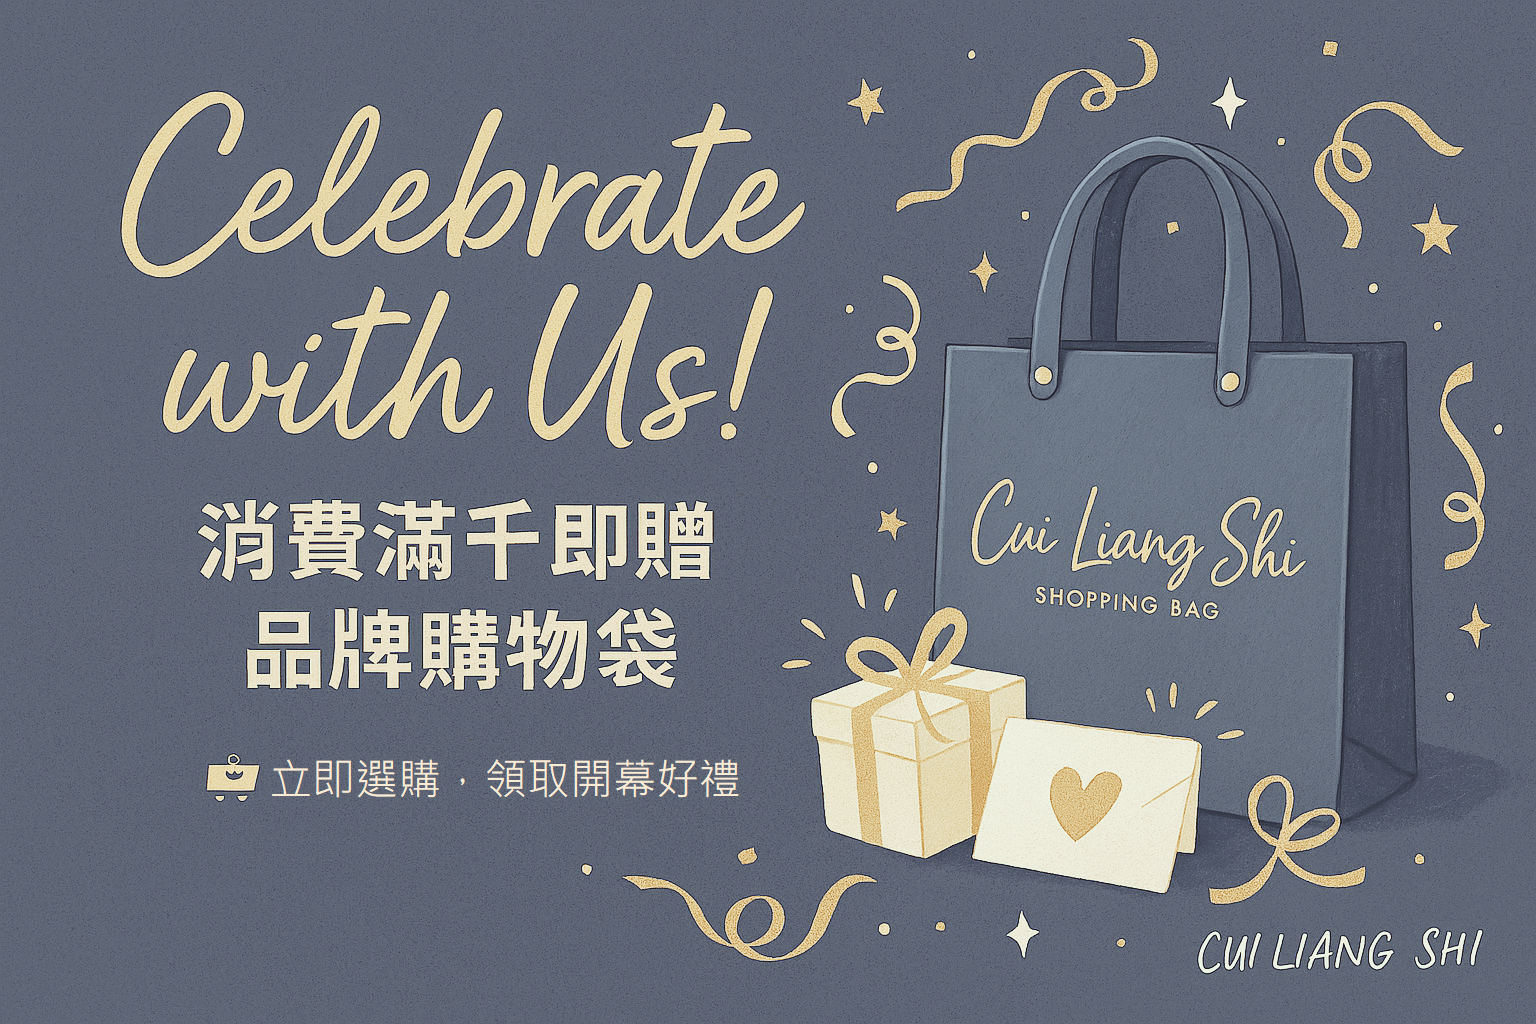 Celebrate
with Us!
消費滿千即贈
品牌購物袋
立即選購，領取開幕好禮
Cui Liang Shi
SHOPPING BAG
CUI LIANG SHI